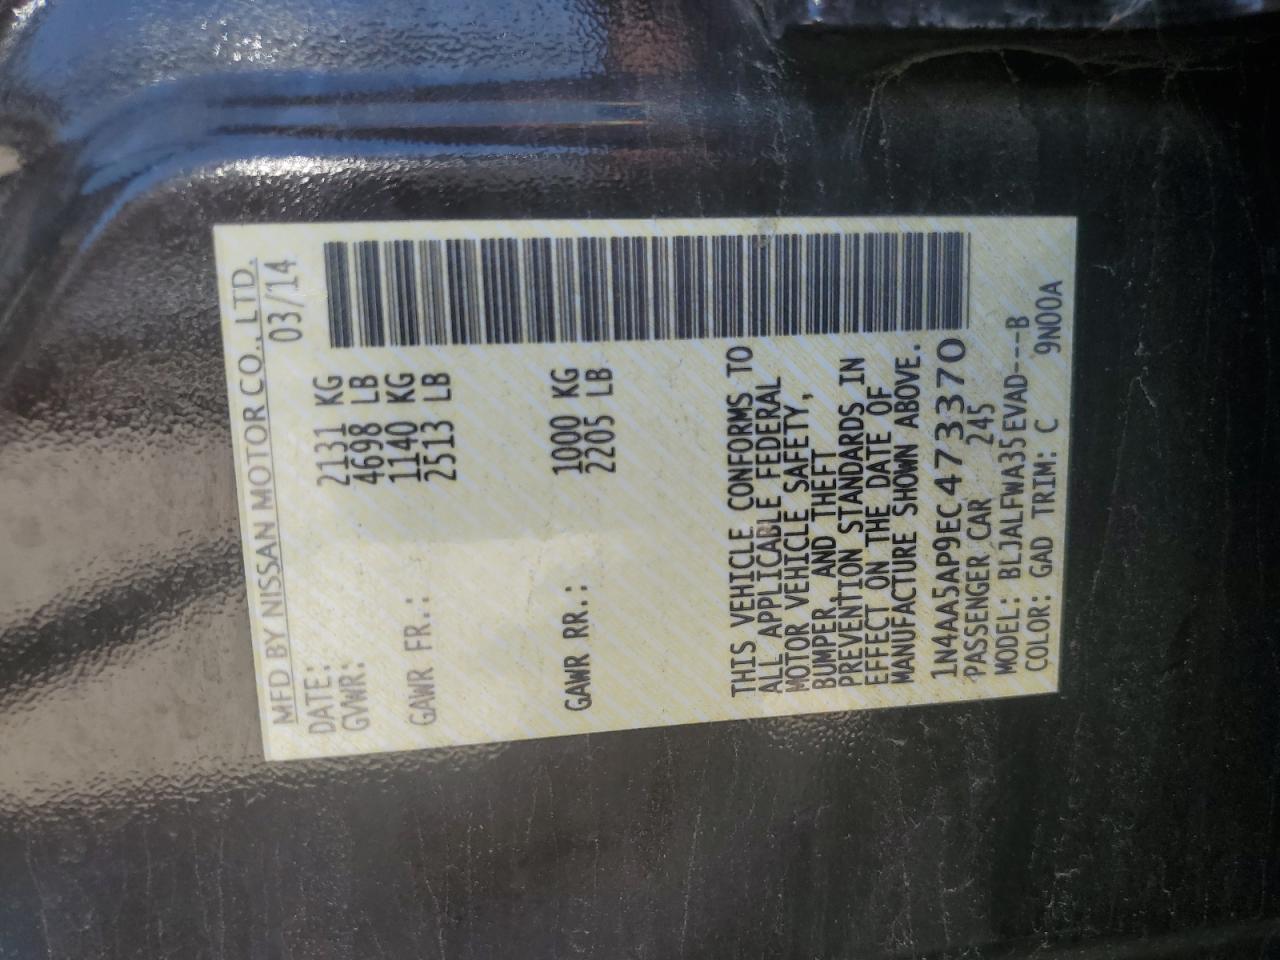 MFD BY NISSAN MOTOR CO., LTD.
DATE: 03/14
GVWR: 2131 KG
4698 LB
GAWR FR.: 1140 KG
2513 LB
GAWR RR.: 1000 KG
2205 LB
THIS VEHICLE CONFORMS TO
ALL APPLICABLE FEDERAL
MOTOR VEHICLE SAFETY,
BUMPER, AND THEFT
PREVENTION STANDARDS IN
EFFECT ON THE DATE OF
MANUFACTURE SHOWN ABOVE.
1N4AA5AP9EC473370
PASSENGER CAR 245
MODEL: BLJALFWA35EVAD---B
COLOR: GAD TRIM: C 9N00A